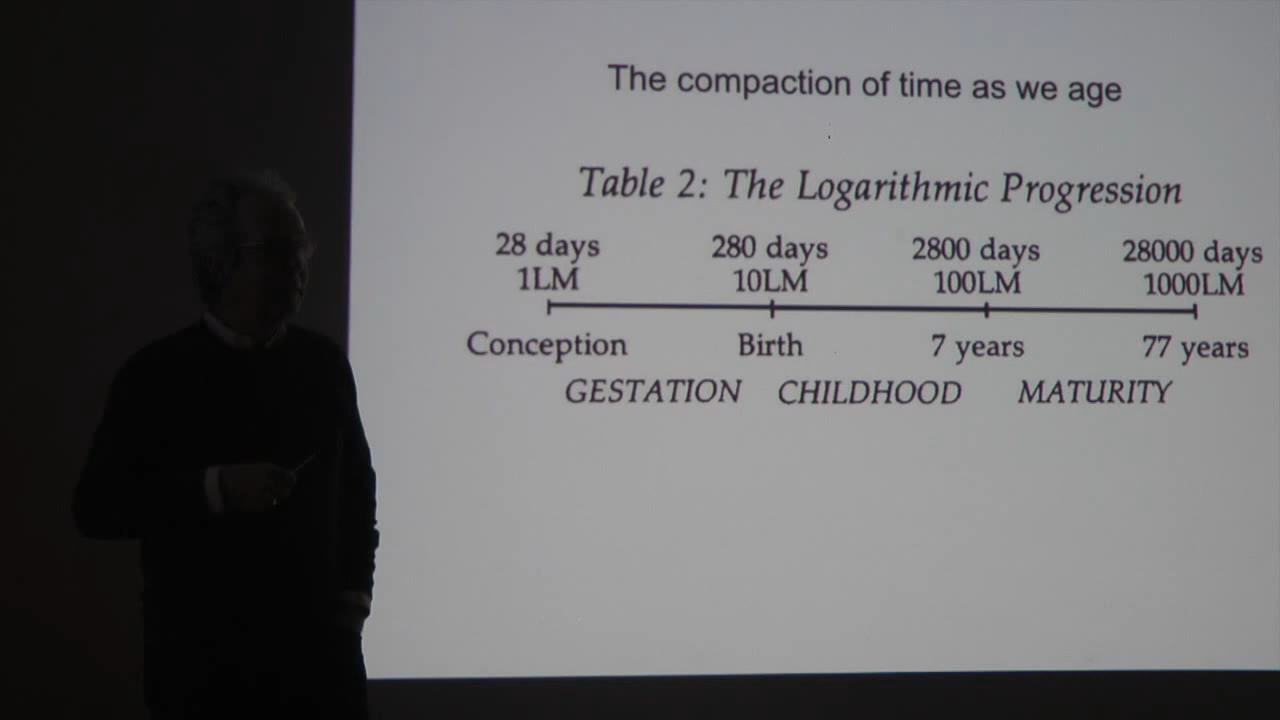 The compaction of time as we age
Table 2: The Logarithmic Progression
28 days 280 days 2800 days 28000 days
1LM 10LM 100LM 1000LM
Conception Birth 7 years 77 years
GESTATION CHILDHOOD MATURITY